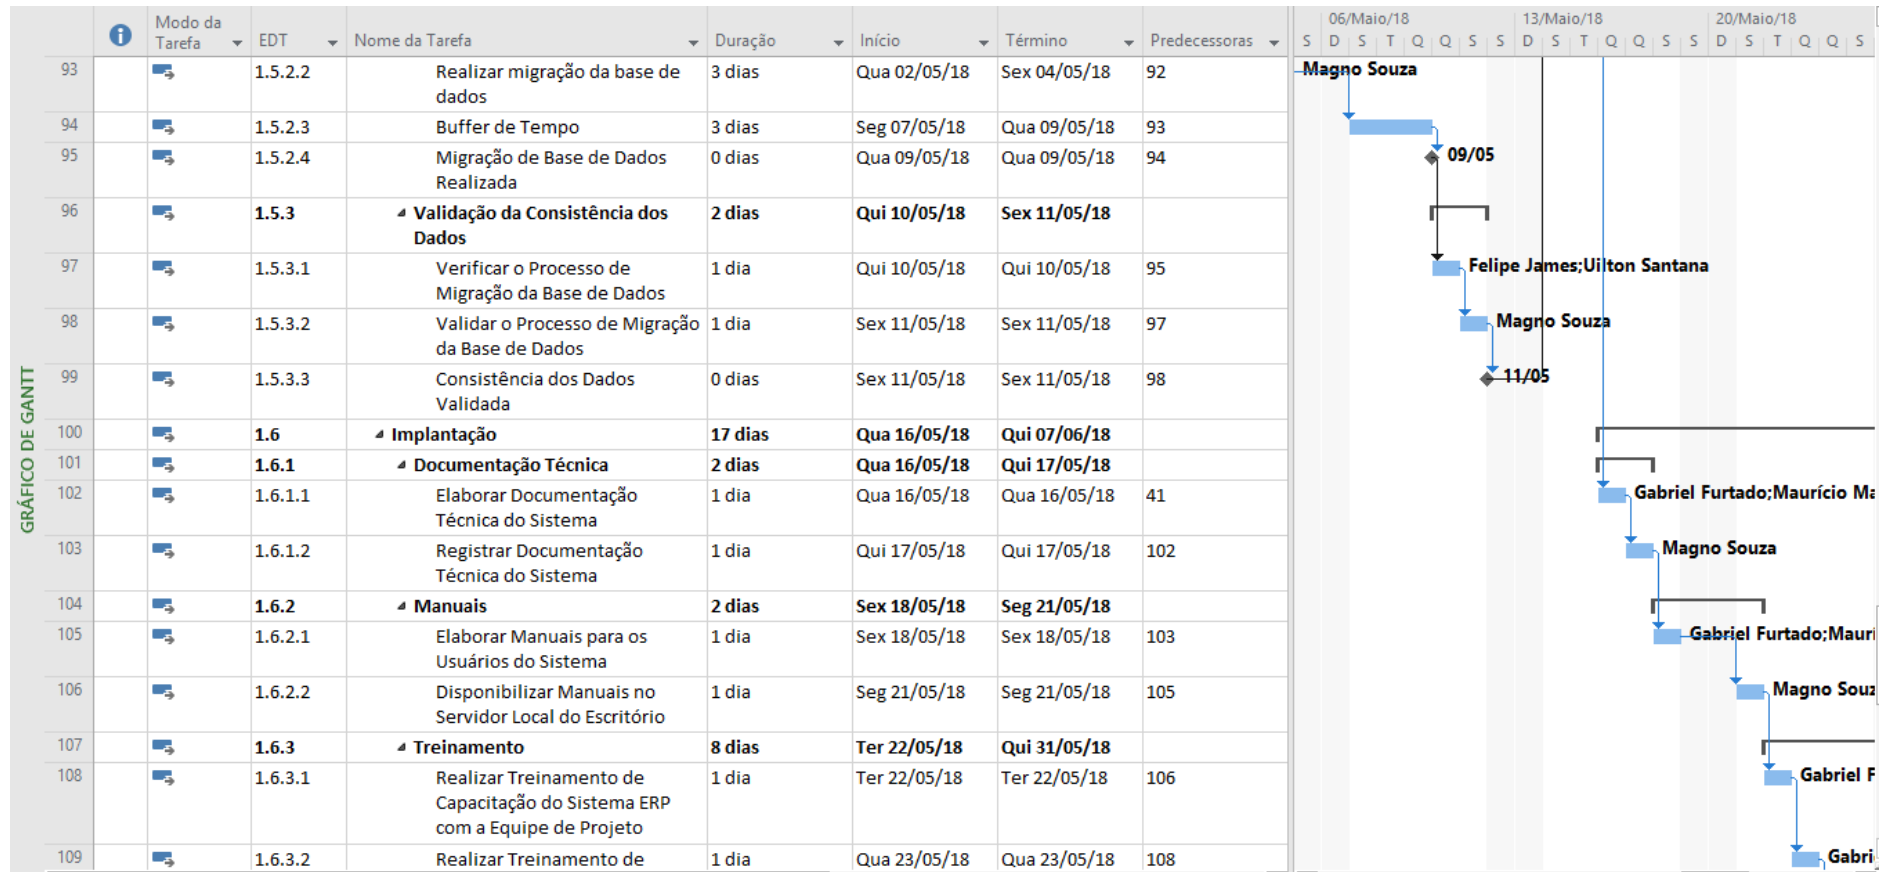 Modo da Tarefa EDT Nome da Tarefa Duração Início Término Predecessoras
06/Maio/18 13/Maio/18 20/Maio/18
S D S T Q Q S S D S T Q Q S S D S T Q Q S
GRÁFICO DE GANTT
93 1.5.2.2 Realizar migração da base de 3 dias Qua 02/05/18 Sex 04/05/18 92 Magno Souza
dados
94 1.5.2.3 Buffer de Tempo 3 dias Seg 07/05/18 Qua 09/05/18 93
95 1.5.2.4 Migração de Base de Dados 0 dias Qua 09/05/18 Qua 09/05/18 94 09/05
Realizada
96 1.5.3 Validação da Consistência dos 2 dias Qui 10/05/18 Sex 11/05/18
Dados
97 1.5.3.1 Verificar o Processo de 1 dia Qui 10/05/18 Qui 10/05/18 95 Felipe James;Uilton Santana
Migração da Base de Dados
98 1.5.3.2 Validar o Processo de Migração 1 dia Sex 11/05/18 Sex 11/05/18 97 Magno Souza
da Base de Dados
99 1.5.3.3 Consistência dos Dados 0 dias Sex 11/05/18 Sex 11/05/18 98 11/05
Validada
100 1.6 Implantação 17 dias Qua 16/05/18 Qui 07/06/18
101 1.6.1 Documentação Técnica 2 dias Qua 16/05/18 Qui 17/05/18
102 1.6.1.1 Elaborar Documentação 1 dia Qua 16/05/18 Qua 16/05/18 41 Gabriel Furtado;Maurício Ma
Técnica do Sistema
103 1.6.1.2 Registrar Documentação 1 dia Qui 17/05/18 Qui 17/05/18 102 Magno Souza
Técnica do Sistema
104 1.6.2 Manuais 2 dias Sex 18/05/18 Seg 21/05/18
105 1.6.2.1 Elaborar Manuais para os 1 dia Sex 18/05/18 Sex 18/05/18 103 Gabriel Furtado;Maurí
Usuários do Sistema
106 1.6.2.2 Disponibilizar Manuais no 1 dia Seg 21/05/18 Seg 21/05/18 105 Magno Souz
Servidor Local do Escritório
107 1.6.3 Treinamento 8 dias Ter 22/05/18 Qui 31/05/18
108 1.6.3.1 Realizar Treinamento de 1 dia Ter 22/05/18 Ter 22/05/18 106 Gabriel F
Capacitação do Sistema ERP
com a Equipe de Projeto
109 1.6.3.2 Realizar Treinamento de 1 dia Qua 23/05/18 Qua 23/05/18 108 Gabri